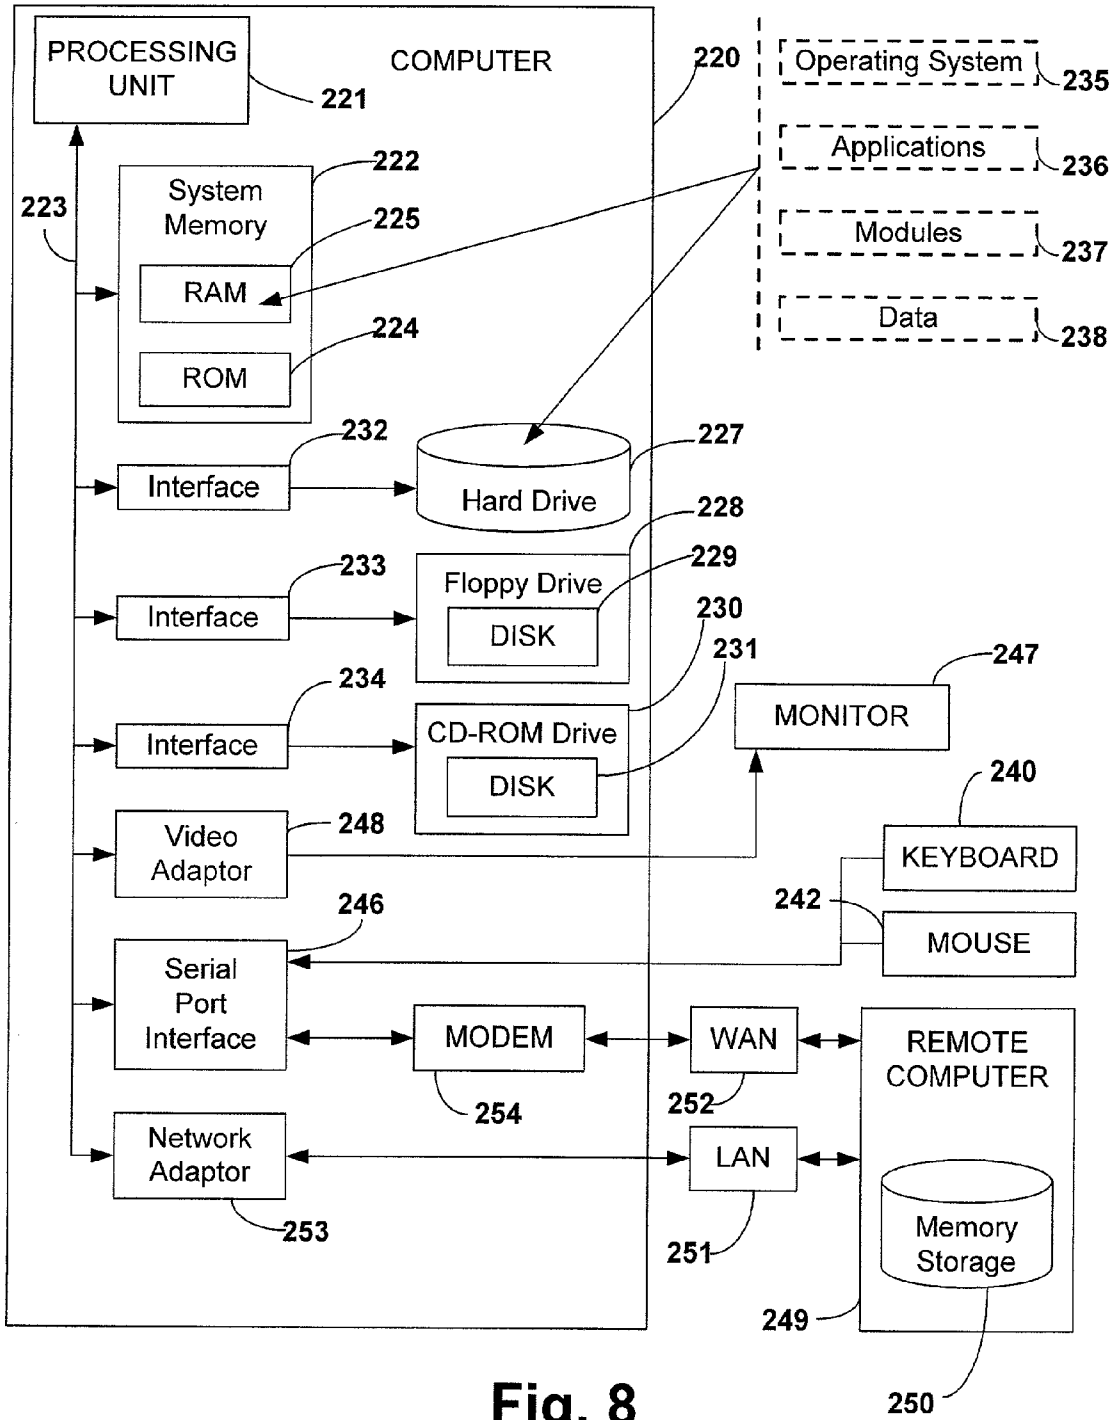 PROCESSING
UNIT
221
COMPUTER
220
Operating System
235
Applications
236
Modules
237
Data
238
223
222
System
Memory
225
RAM
224
ROM
232
Interface
227
Hard Drive
228
233
Interface
Floppy Drive
229
DISK
230
234
Interface
CD-ROM Drive
231
DISK
247
MONITOR
248
Video
Adaptor
240
KEYBOARD
242
MOUSE
246
Serial
Port
Interface
MODEM
254
WAN
252
REMOTE
COMPUTER
Network
Adaptor
253
LAN
251
Memory
Storage
249
250
Fig. 8